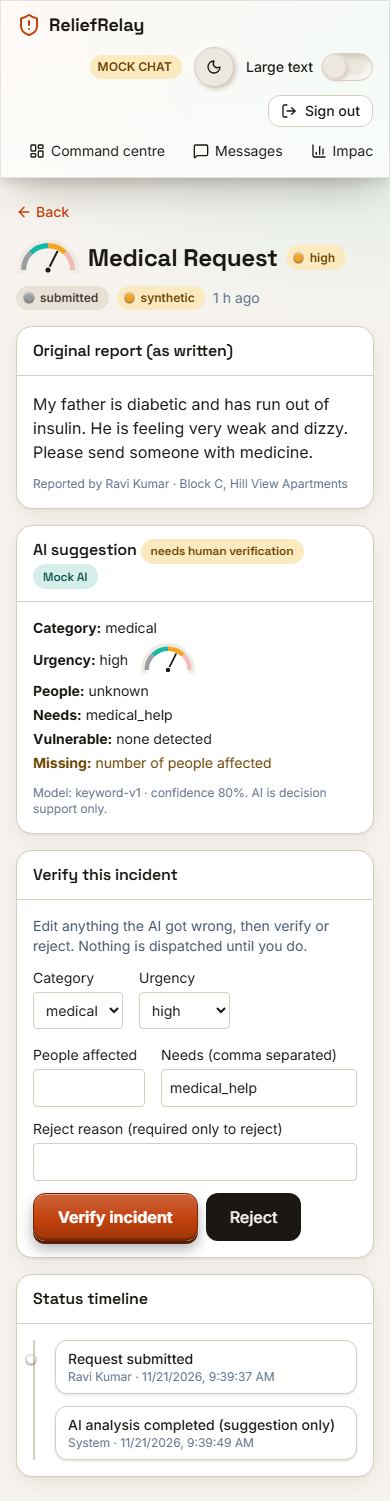 ReliefRelay
MOCK CHAT
Large text
Sign out
Command centre
Messages
Impac
Back
Medical Request
high
submitted
synthetic
1 h ago
Original report (as written)
My father is diabetic and has run out of
insulin. He is feeling very weak and dizzy.
Please send someone with medicine.
Reported by Ravi Kumar · Block C, Hill View Apartments
AI suggestion needs human verification
Mock AI
Category: medical
Urgency: high
People: unknown
Needs: medical_help
Vulnerable: none detected
Missing: number of people affected
Model: keyword-v1 · confidence 80%. AI is decision
support only.
Verify this incident
Edit anything the AI got wrong, then verify or
reject. Nothing is dispatched until you do.
Category
Urgency
medical
high
People affected
Needs (comma separated)
medical_help
Reject reason (required only to reject)
Verify incident
Reject
Status timeline
Request submitted
Ravi Kumar · 11/21/2026, 9:39:37 AM
AI analysis completed (suggestion only)
System · 11/21/2026, 9:39:49 AM